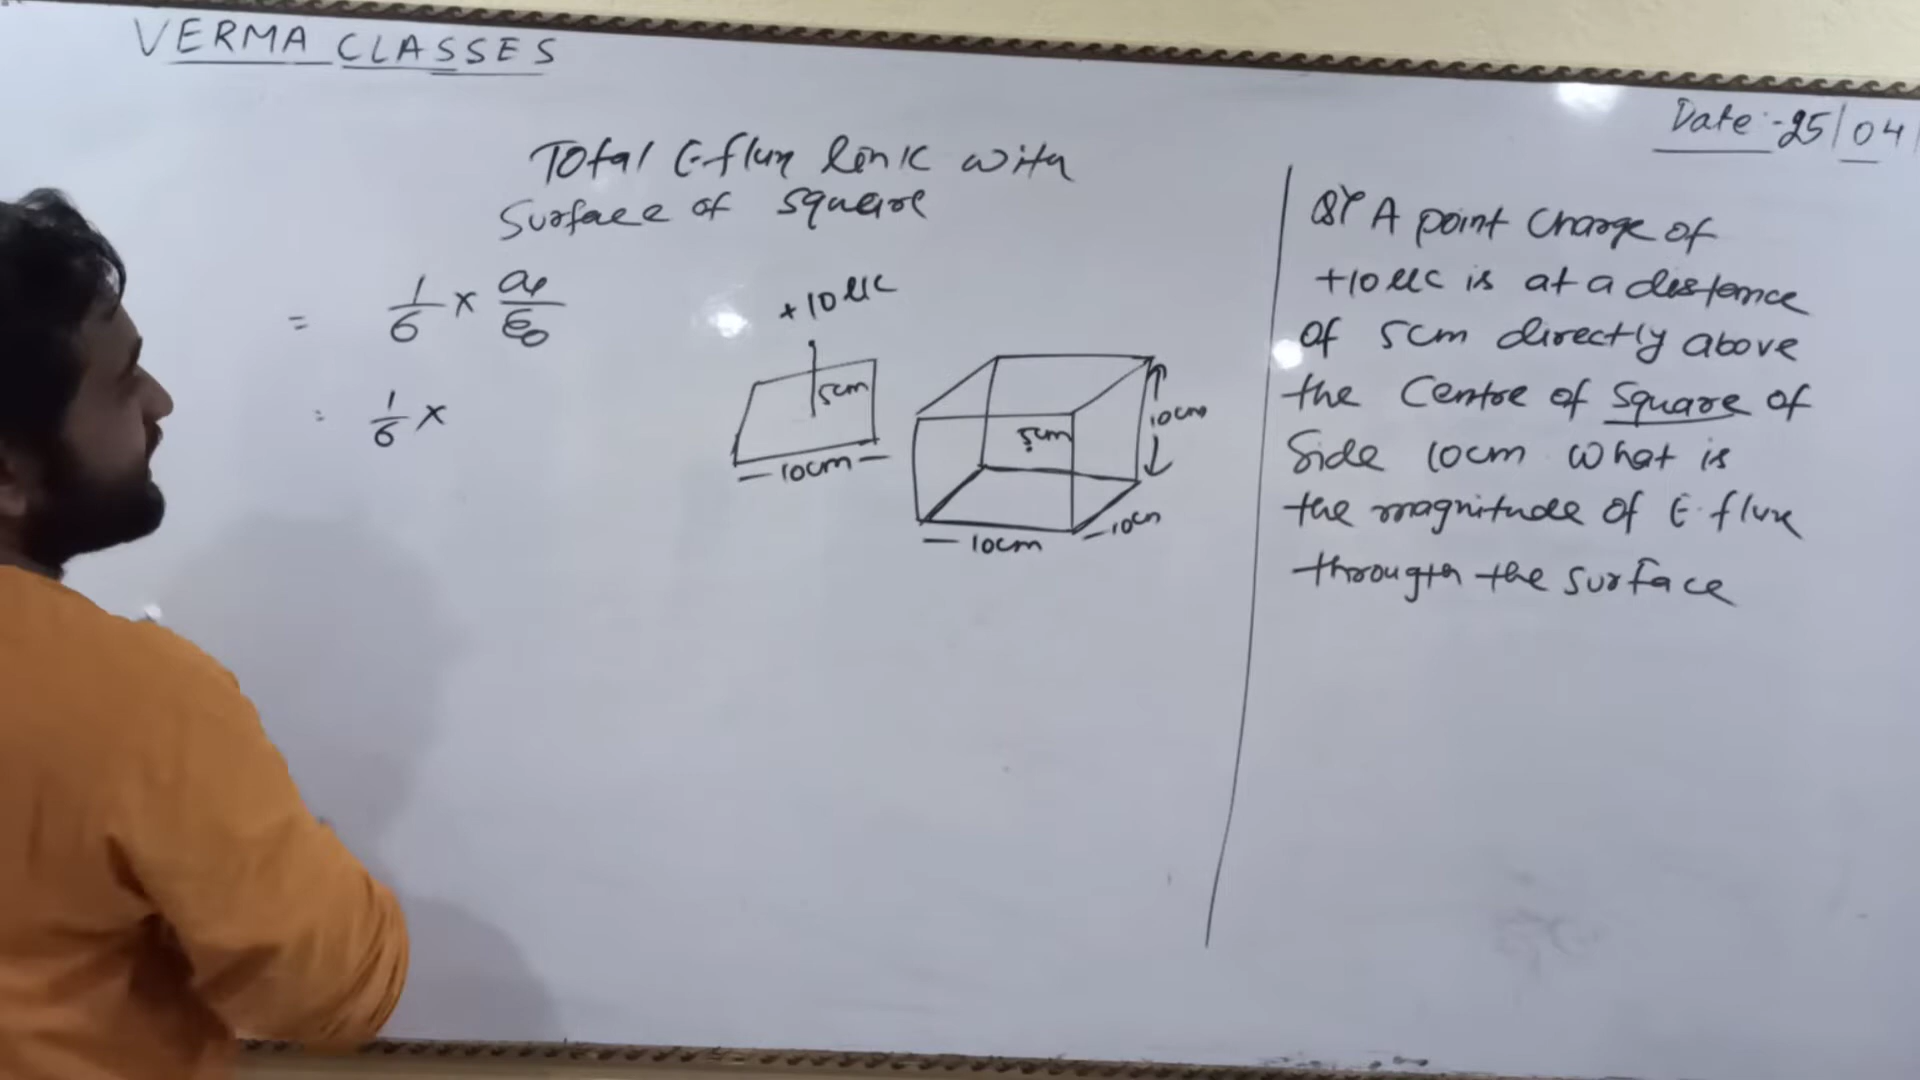 VERMA CLASSES
Date :- 25/04/
Total E.flux link with
Surface of square
= 1/6 × q/ε0
= 1/6 ×
+10 μC
5cm
10cm
5cm
10cm
10cm
10cm
Q⇒ A point Charge of
+10 μC is at a distance
of 5cm directly above
the Centre of Square of
Side 10cm What is
the magnitude of E.flux
through the surface